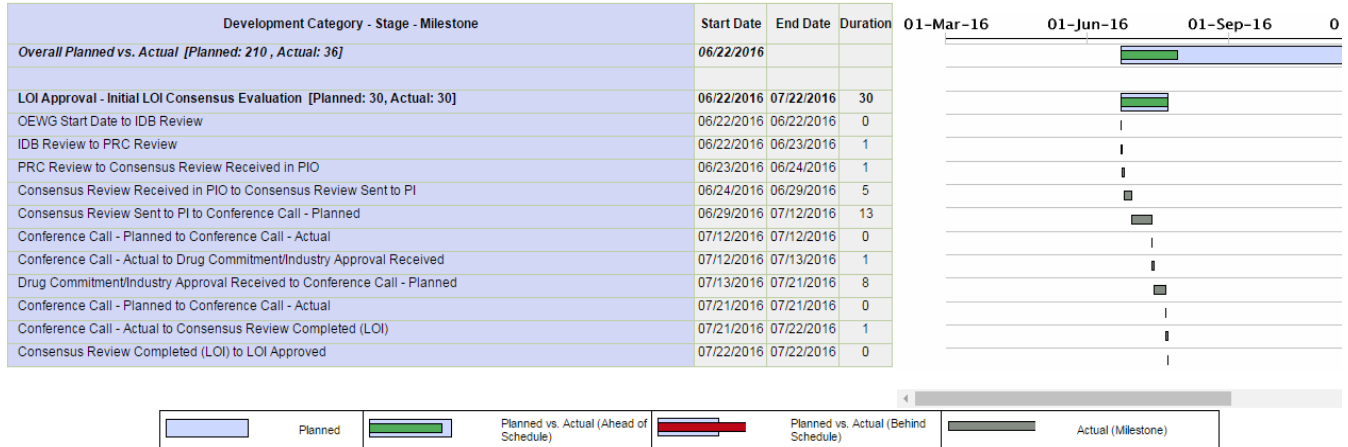 Development Category - Stage - Milestone Start Date End Date Duration 01-Mar-16 01-Jun-16 01-Sep-16 0
Overall Planned vs. Actual [Planned: 210 , Actual: 36] 06/22/2016
LOI Approval - Initial LOI Consensus Evaluation [Planned: 30, Actual: 30] 06/22/2016 07/22/2016 30
OEWG Start Date to IDB Review 06/22/2016 06/22/2016 0
IDB Review to PRC Review 06/22/2016 06/23/2016 1
PRC Review to Consensus Review Received in PIO 06/23/2016 06/24/2016 1
Consensus Review Received in PIO to Consensus Review Sent to PI 06/24/2016 06/29/2016 5
Consensus Review Sent to PI to Conference Call - Planned 06/29/2016 07/12/2016 13
Conference Call - Planned to Conference Call - Actual 07/12/2016 07/12/2016 0
Conference Call - Actual to Drug Commitment/Industry Approval Received 07/12/2016 07/13/2016 1
Drug Commitment/Industry Approval Received to Conference Call - Planned 07/13/2016 07/21/2016 8
Conference Call - Planned to Conference Call - Actual 07/21/2016 07/21/2016 0
Conference Call - Actual to Consensus Review Completed (LOI) 07/21/2016 07/22/2016 1
Consensus Review Completed (LOI) to LOI Approved 07/22/2016 07/22/2016 0
Planned
Planned vs. Actual (Ahead of
Schedule)
Planned vs. Actual (Behind
Schedule)
Actual (Milestone)